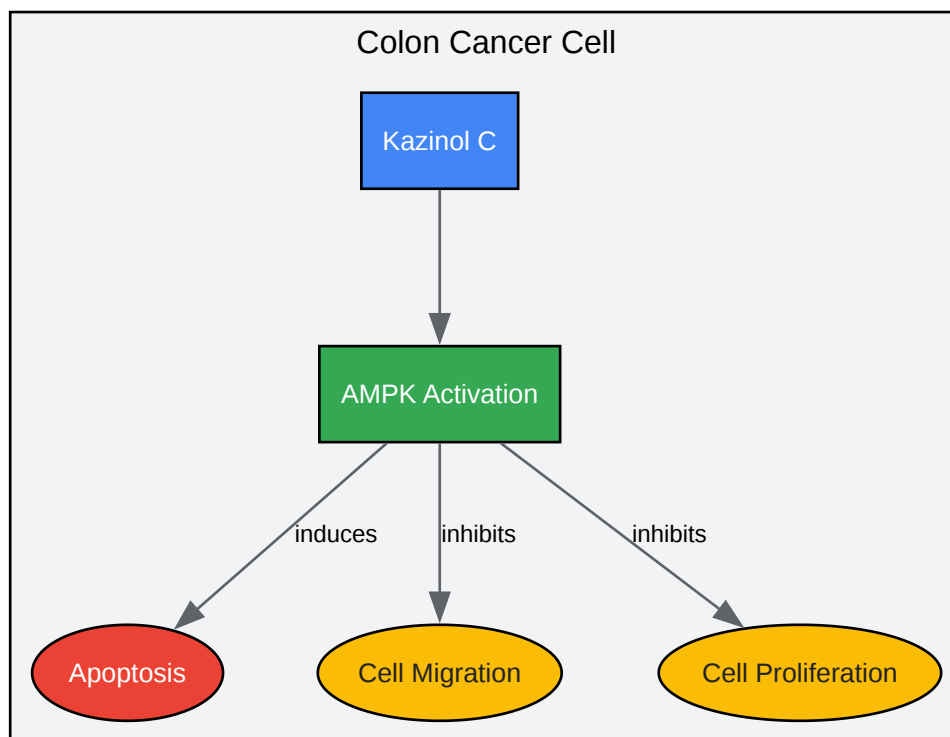 Colon Cancer Cell
Kazinol C
AMPK Activation
induces
inhibits
inhibits
Apoptosis
Cell Migration
Cell Proliferation